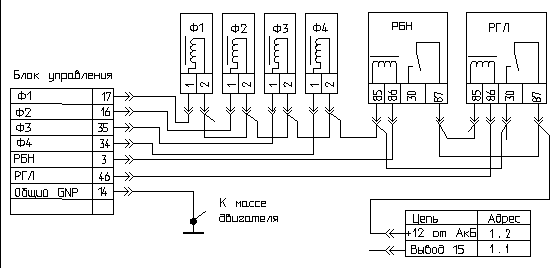 Ф1 Ф2 Ф3 Ф4 РБН РГЛ
1 2 1 2 1 2 1 2 85 86 30 87 85 86 30 87
Блок управления
Ф1 17
Ф2 16
Ф3 35
Ф4 34
РБН 3
РГЛ 46
Общий GNP 14
К массе
двигателя
Цепь Адрес
+12 от АкБ 1.2
Вывод 15 1.1